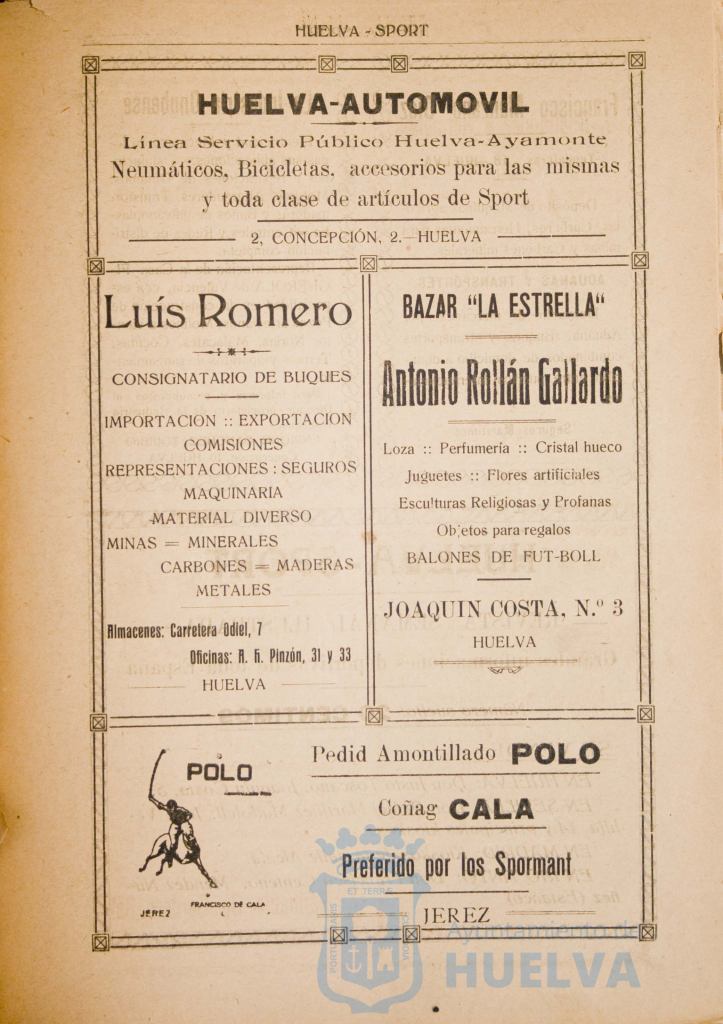 HUELVA - SPORT
HUELVA-AUTOMOVIL
Línea Servicio Público Huelva-Ayamonte
Neumáticos, Bicicletas, accesorios para las mismas
y toda clase de artículos de Sport
2, CONCEPCIÓN, 2.—HUELVA
Luís Romero
CONSIGNATARIO DE BUQUES
IMPORTACION :: EXPORTACION
COMISIONES
REPRESENTACIONES : SEGUROS
MAQUINARIA
MATERIAL DIVERSO
MINAS = MINERALES
CARBONES = MADERAS
METALES
Almacenes: Carretera Odiel, 7
Oficinas: A. H. Pinzón, 31 y 33
HUELVA
BAZAR "LA ESTRELLA"
Antonio Rollán Gallardo
Loza :: Perfumería :: Cristal hueco
Juguetes :: Flores artificiales
Esculturas Religiosas y Profanas
Objetos para regalos
BALONES DE FUT-BOLL
JOAQUIN COSTA, N.º 3
HUELVA
POLO
JEREZ
FRANCISCO DE CALA
Pedid Amontillado POLO
Coñag CALA
Preferido por los Spormant
JEREZ
Ayuntamiento de
HUELVA